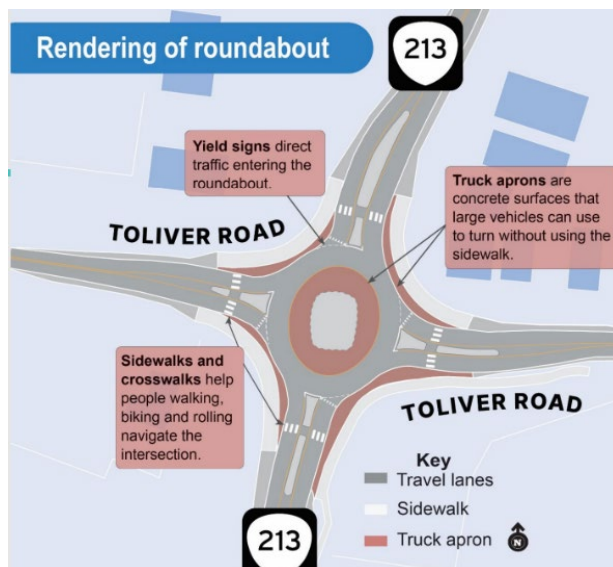 Rendering of roundabout
213
Yield signs direct
traffic entering the
roundabout.
Truck aprons are
concrete surfaces that
large vehicles can use
to turn without using the
sidewalk.
TOLIVER ROAD
Sidewalks and
crosswalks help
people walking,
biking and rolling
navigate the
intersection.
TOLIVER ROAD
Key
Travel lanes
Sidewalk
Truck apron
N
213